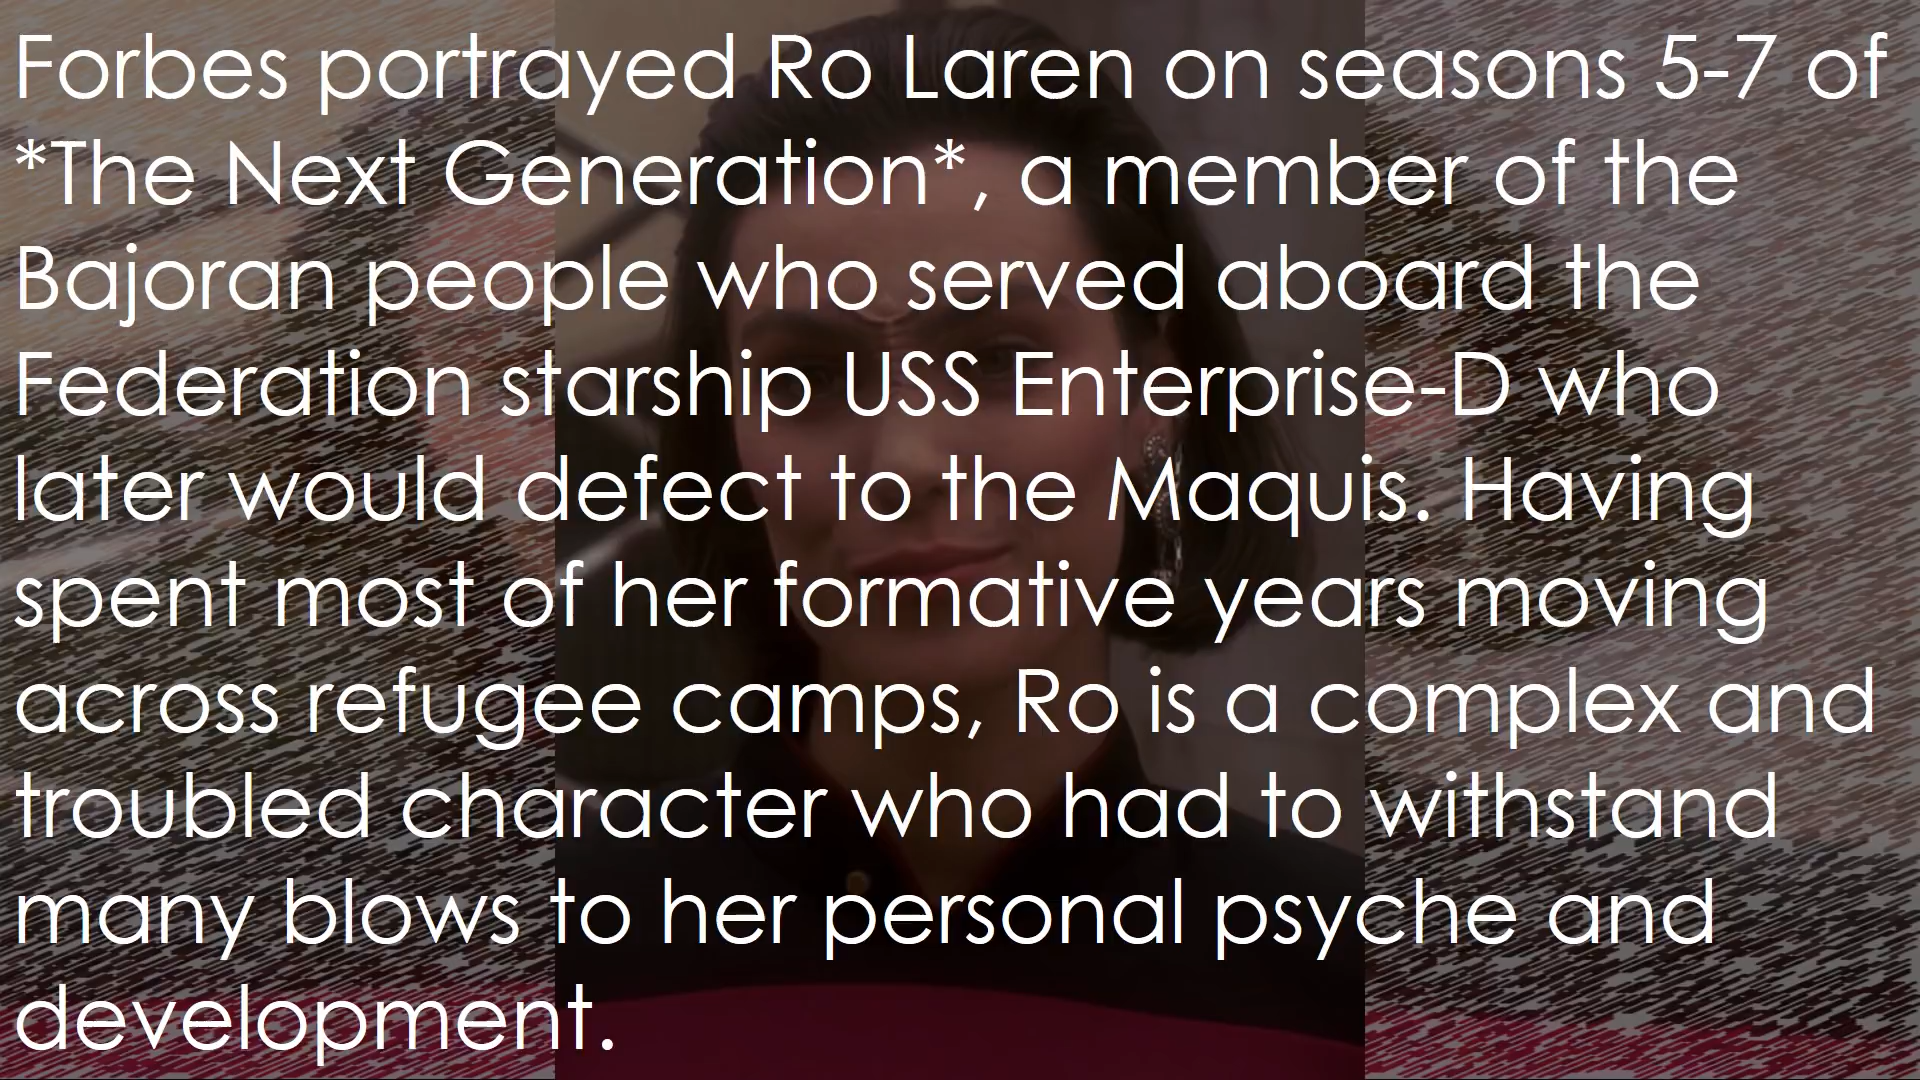 Forbes portrayed Ro Laren on seasons 5-7 of
*The Next Generation*, a member of the
Bajoran people who served aboard the
Federation starship USS Enterprise-D who
later would defect to the Maquis. Having
spent most of her formative years moving
across refugee camps, Ro is a complex and
troubled character who had to withstand
many blows to her personal psyche and
development.